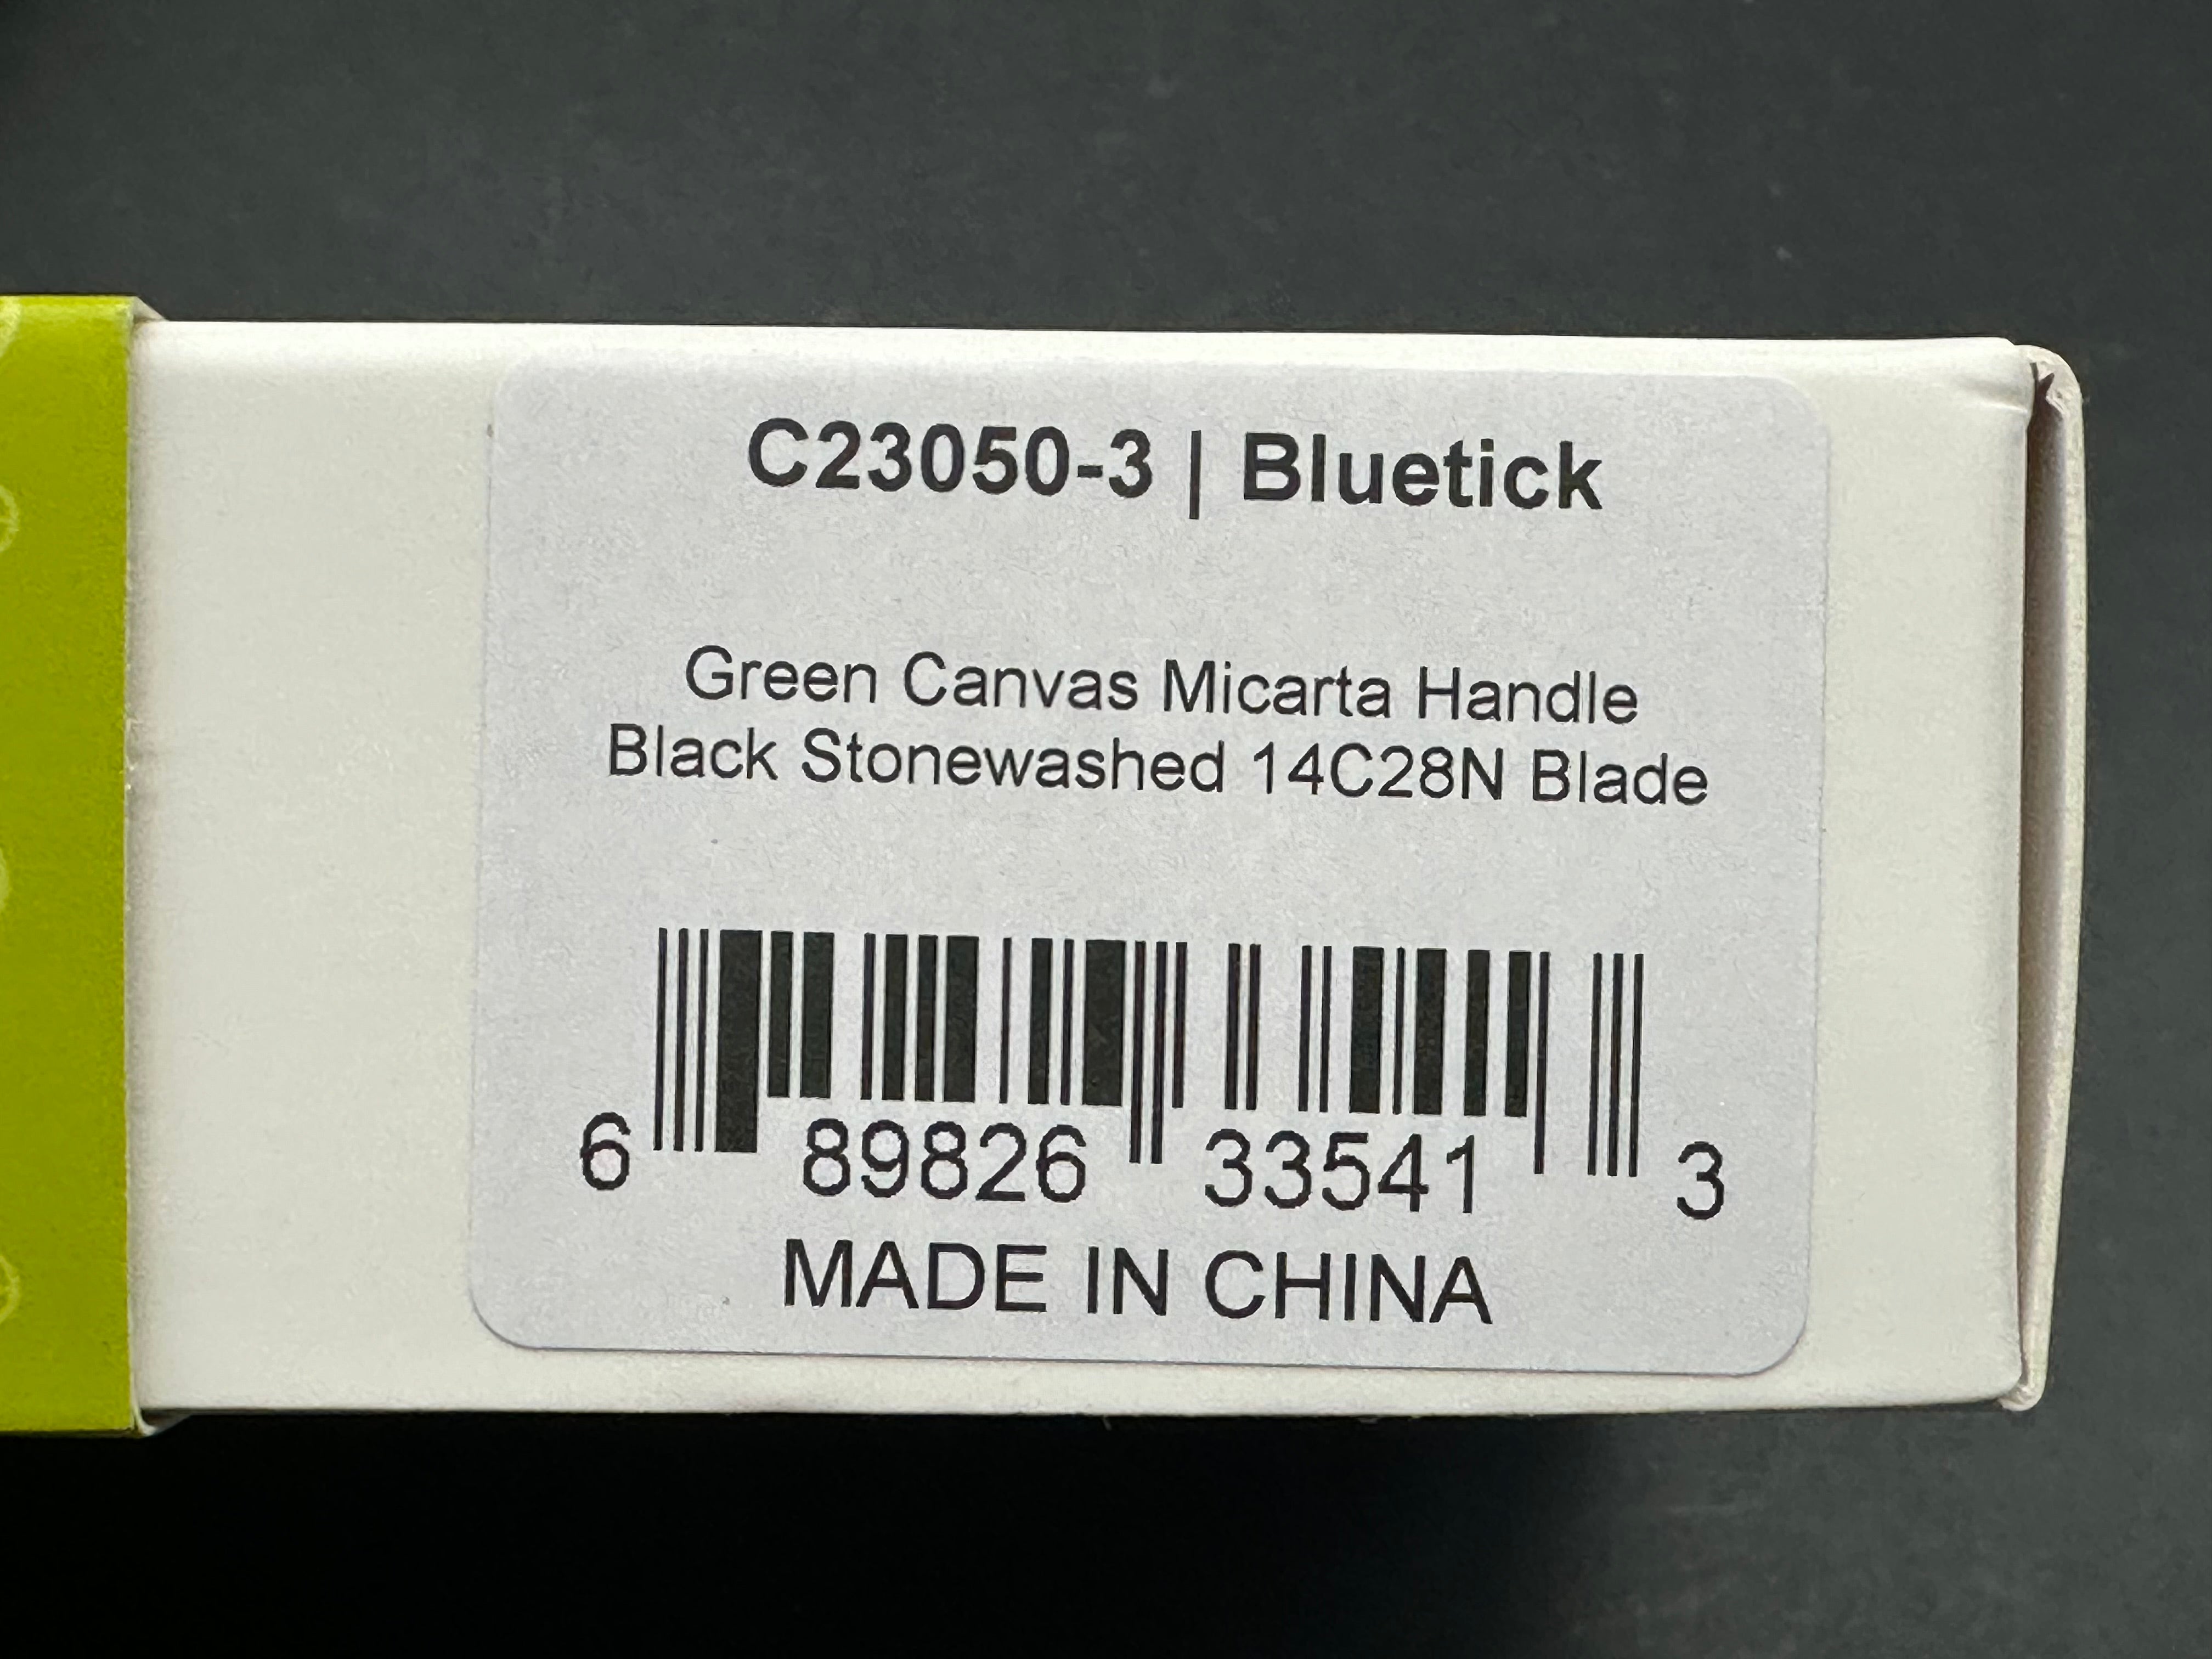 C23050-3 | Bluetick
Green Canvas Micarta Handle
Black Stonewashed 14C28N Blade
6 89826 33541 3
MADE IN CHINA